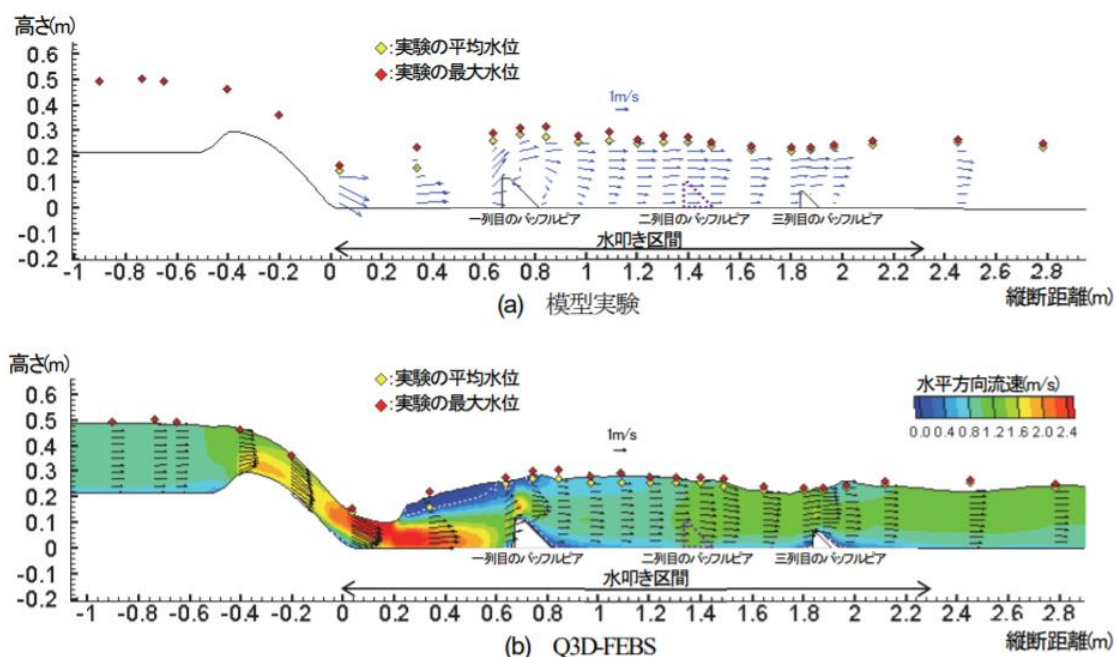 高さ(m)
0.6
0.5
0.4
0.3
0.2
0.1
0
-0.1
-0.2
:実験の平均水位
:実験の最大水位
1m/s
一列目のバッフルピア
二列目のバッフルピア
三列目のバッフルピア
水叩き区間
-1 -0.8 -0.6 -0.4 -0.2 0 0.2 0.4 0.6 0.8 1 1.2 1.4 1.6 1.8 2 2.2 2.4 2.6 2.8
縦断距離(m)
(a) 模型実験
高さ(m)
0.6
0.5
0.4
0.3
0.2
0.1
0
-0.1
-0.2
:実験の平均水位
:実験の最大水位
水平方向流速(m/s)
0.0 0.4 0.8 1.2 1.6 2.0 2.4
1m/s
一列目のバッフルピア
二列目のバッフルピア
三列目のバッフルピア
水叩き区間
-1 -0.8 -0.6 -0.4 -0.2 0 0.2 0.4 0.6 0.8 1 1.2 1.4 1.6 1.8 2 2.2 2.4 2.6 2.8
縦断距離(m)
(b) Q3D-FEBS